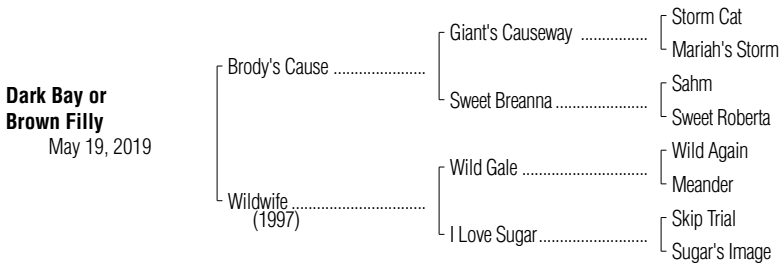 Dark Bay or
Brown Filly
May 19, 2019
Brody's Cause ......................
Wildwife ................................
(1997)
Giant's Causeway ................
Sweet Breanna ......................
Wild Gale ..............................
I Love Sugar..........................
Storm Cat
Mariah's Storm
Sahm
Sweet Roberta
Wild Again
Meander
Skip Trial
Sugar's Image